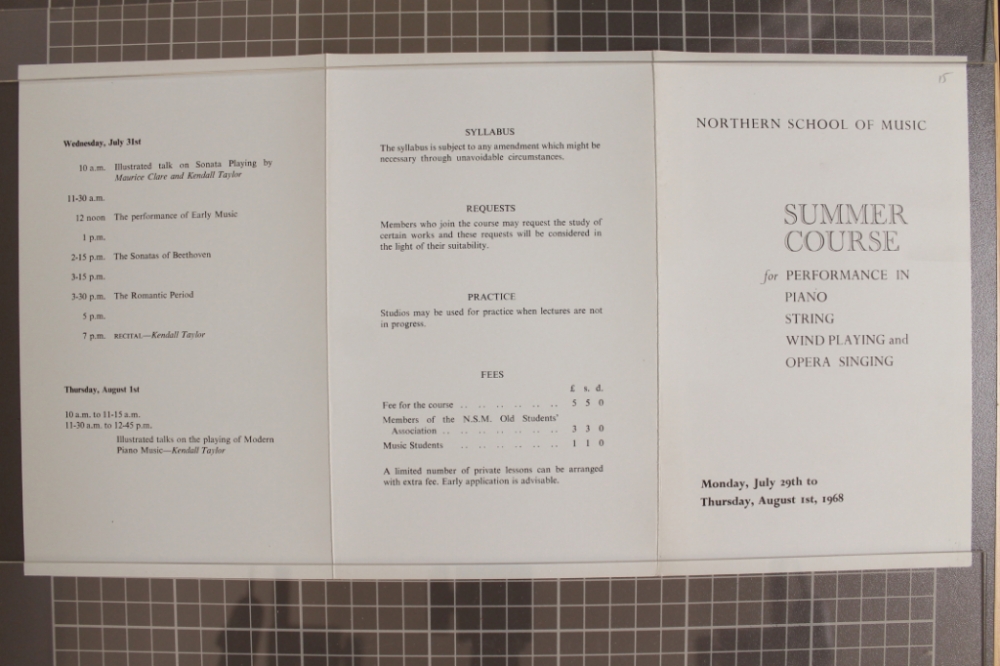 Wednesday, July 31st
10 a.m. Illustrated talk on Sonata Playing by
Maurice Clare and Kendall Taylor
11-30 a.m.
12 noon The performance of Early Music
1 p.m.
2-15 p.m. The Sonatas of Beethoven
3-15 p.m.
3-30 p.m. The Romantic Period
5 p.m.
7 p.m. RECITAL—Kendall Taylor
Thursday, August 1st
10 a.m. to 11-15 a.m.
11-30 a.m. to 12-45 p.m.
Illustrated talks on the playing of Modern
Piano Music—Kendall Taylor
SYLLABUS
The syllabus is subject to any amendment which might be
necessary through unavoidable circumstances.
REQUESTS
Members who join the course may request the study of
certain works and these requests will be considered in
the light of their suitability.
PRACTICE
Studios may be used for practice when lectures are not
in progress.
FEES
£ s. d.
Fee for the course .. .. .. .. .. .. 5 5 0
Members of the N.S.M. Old Students'
Association .. .. .. .. .. .. .. 3 3 0
Music Students .. .. .. .. .. .. 1 1 0
A limited number of private lessons can be arranged
with extra fee. Early application is advisable.
15
NORTHERN SCHOOL OF MUSIC
SUMMER
COURSE
for PERFORMANCE IN
PIANO
STRING
WIND PLAYING and
OPERA SINGING
Monday, July 29th to
Thursday, August 1st, 1968